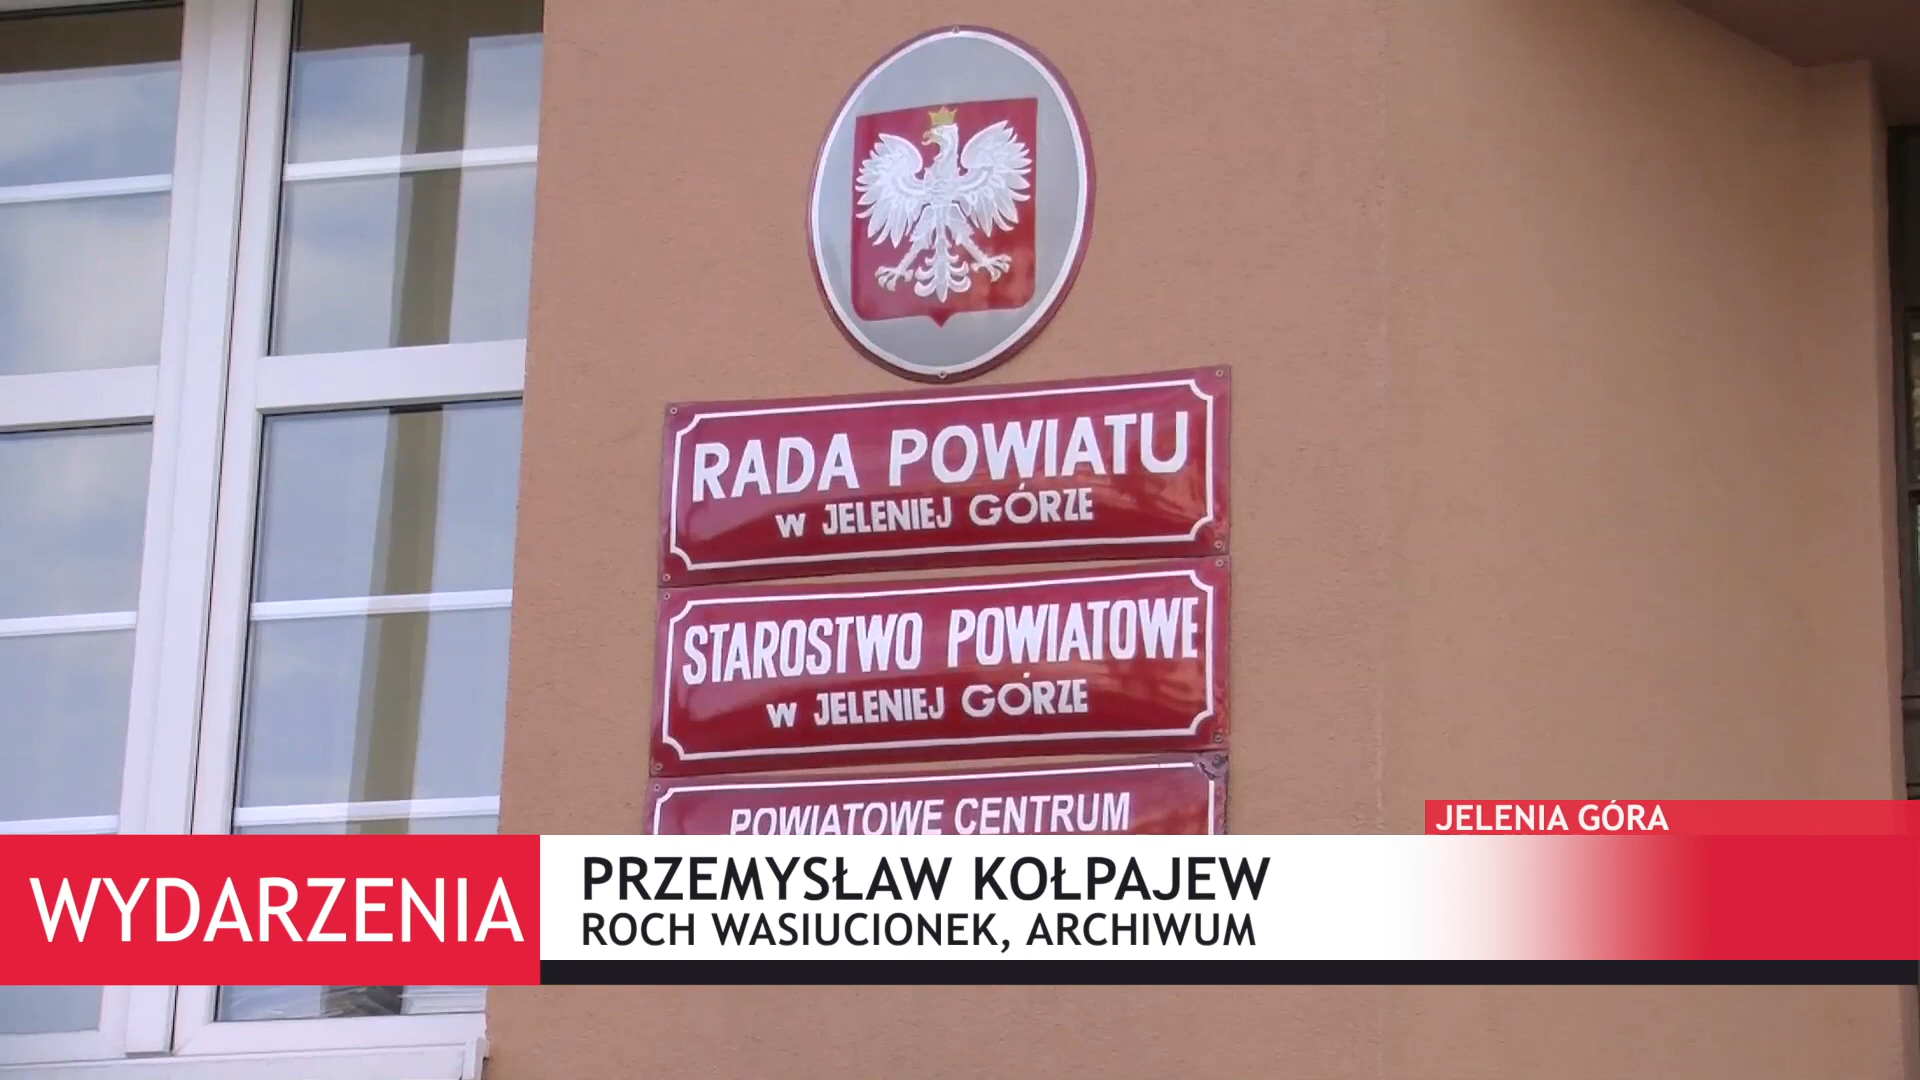 RADA POWIATU
W JELENIEJ GÓRZE
STAROSTWO POWIATOWE
W JELENIEJ GÓRZE
POWIATOWE CENTRUM
JELENIA GÓRA
WYDARZENIA
PRZEMYSŁAW KOŁPAJEW
ROCH WASIUCIONEK, ARCHIWUM